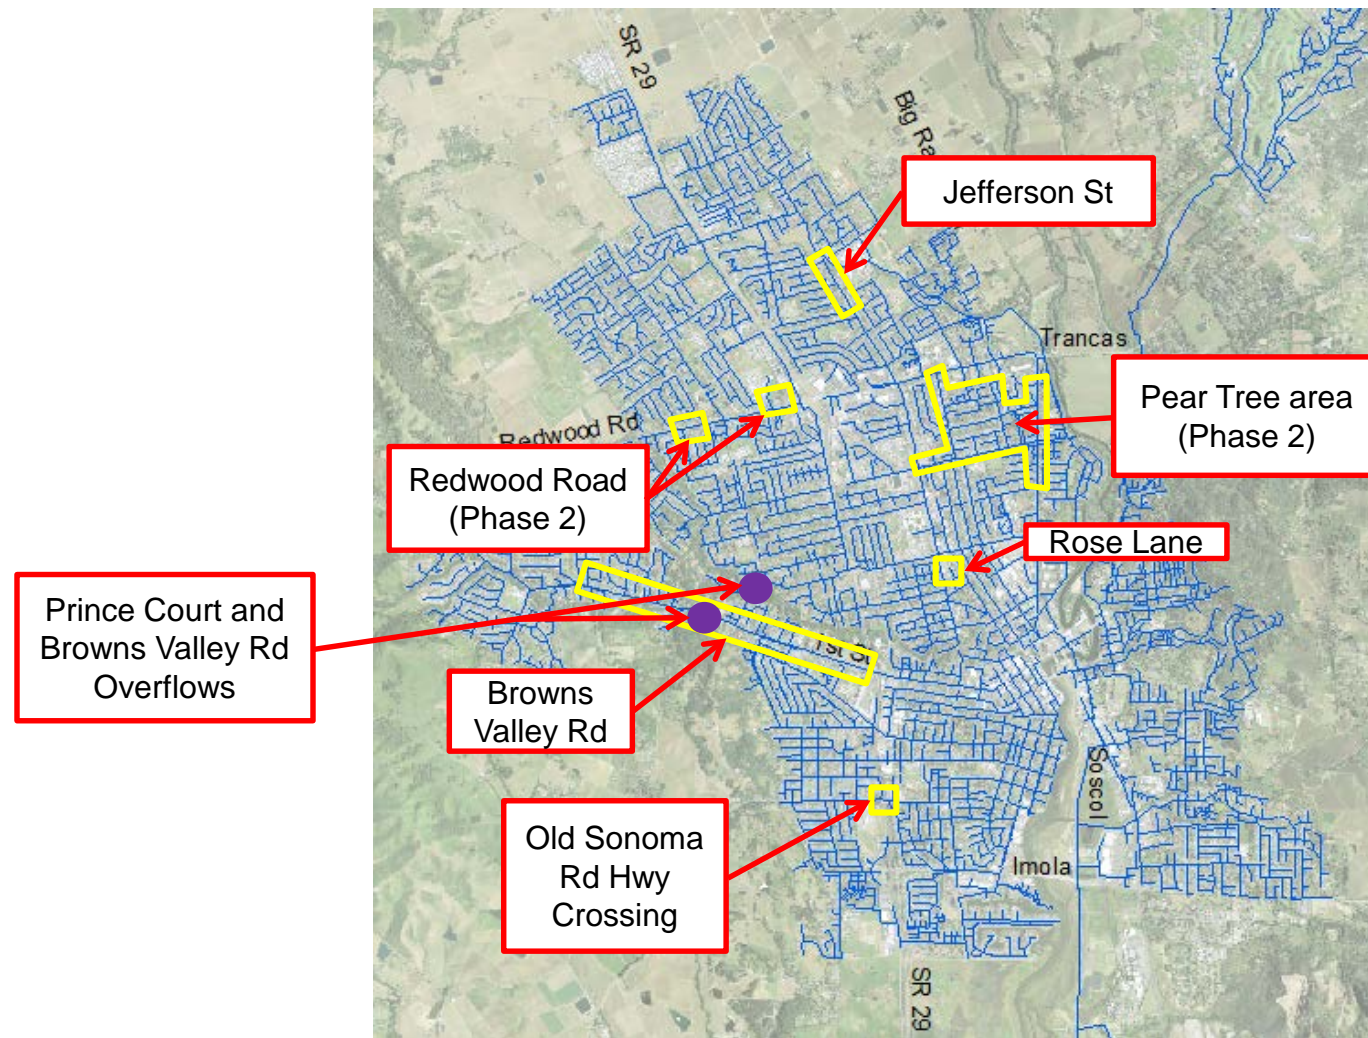 SR 29
Big Ra
Jefferson St
Trancas
Pear Tree area
(Phase 2)
Redwood Rd
Redwood Road
(Phase 2)
Rose Lane
Prince Court and
Browns Valley Rd
Overflows
1st St
Browns
Valley Rd
Soscol
Old Sonoma
Rd Hwy
Crossing
Imola
SR 29